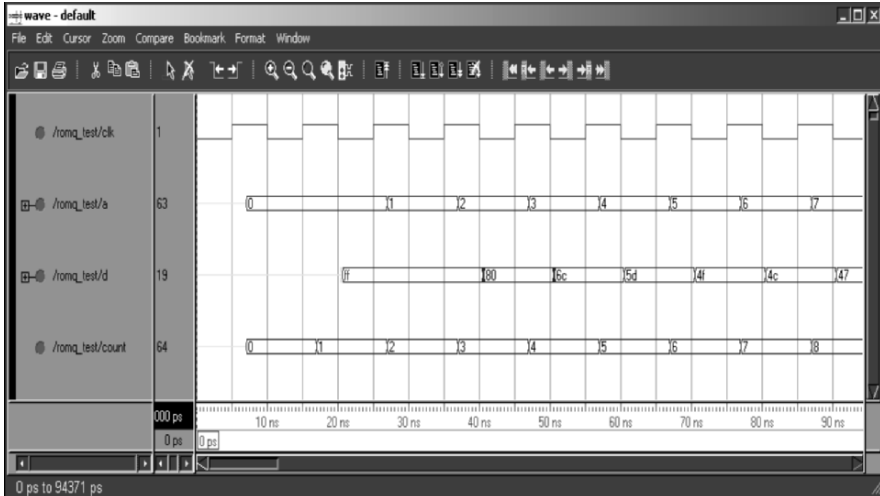 wave - default
File Edit Cursor Zoom Compare Bookmark Format Window
/romq_test/clk 1
/romq_test/a 63 0 1 2 3 4 5 6 7
/romq_test/d 19 ff 80 6c 5d 4f 4c 47
/romq_test/count 64 0 1 2 3 4 5 6 7 8
000 ps 10 ns 20 ns 30 ns 40 ns 50 ns 60 ns 70 ns 80 ns 90 ns
0 ps 0 ps
0 ps to 94371 ps